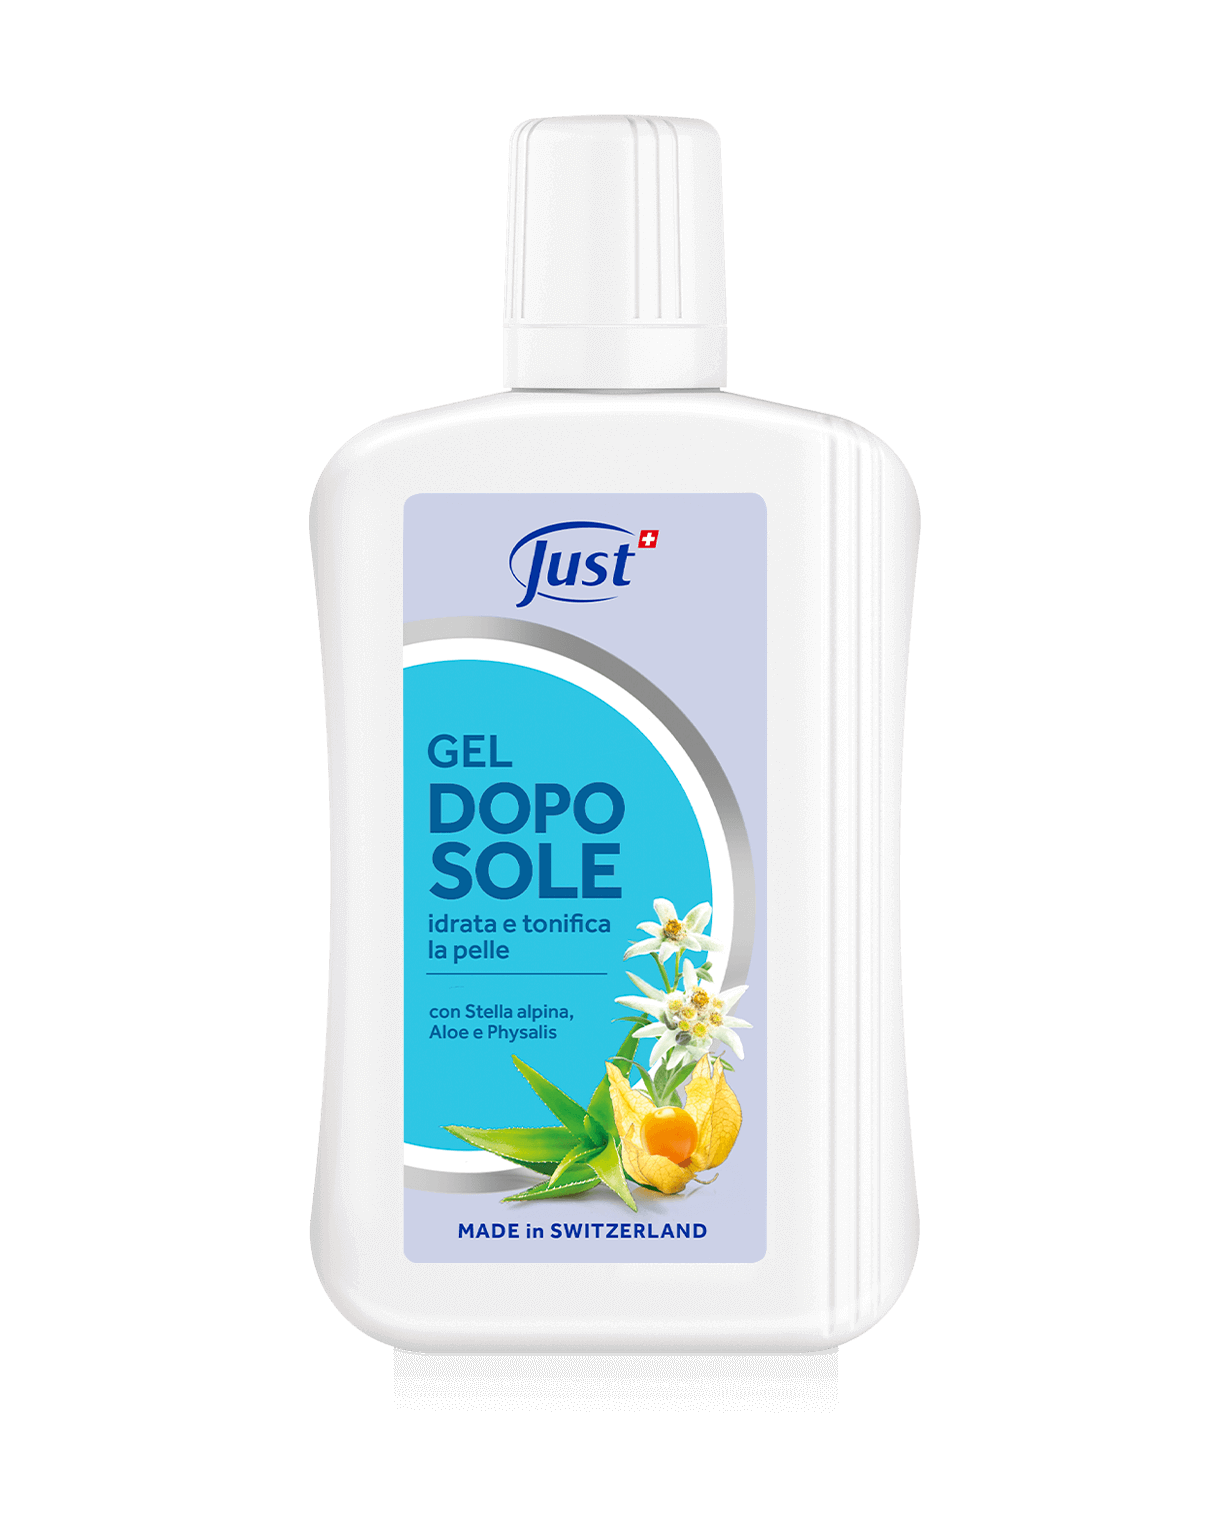 Just
GEL
DOPO
SOLE
idrata e tonifica
la pelle
con Stella alpina,
Aloe e Physalis
MADE in SWITZERLAND